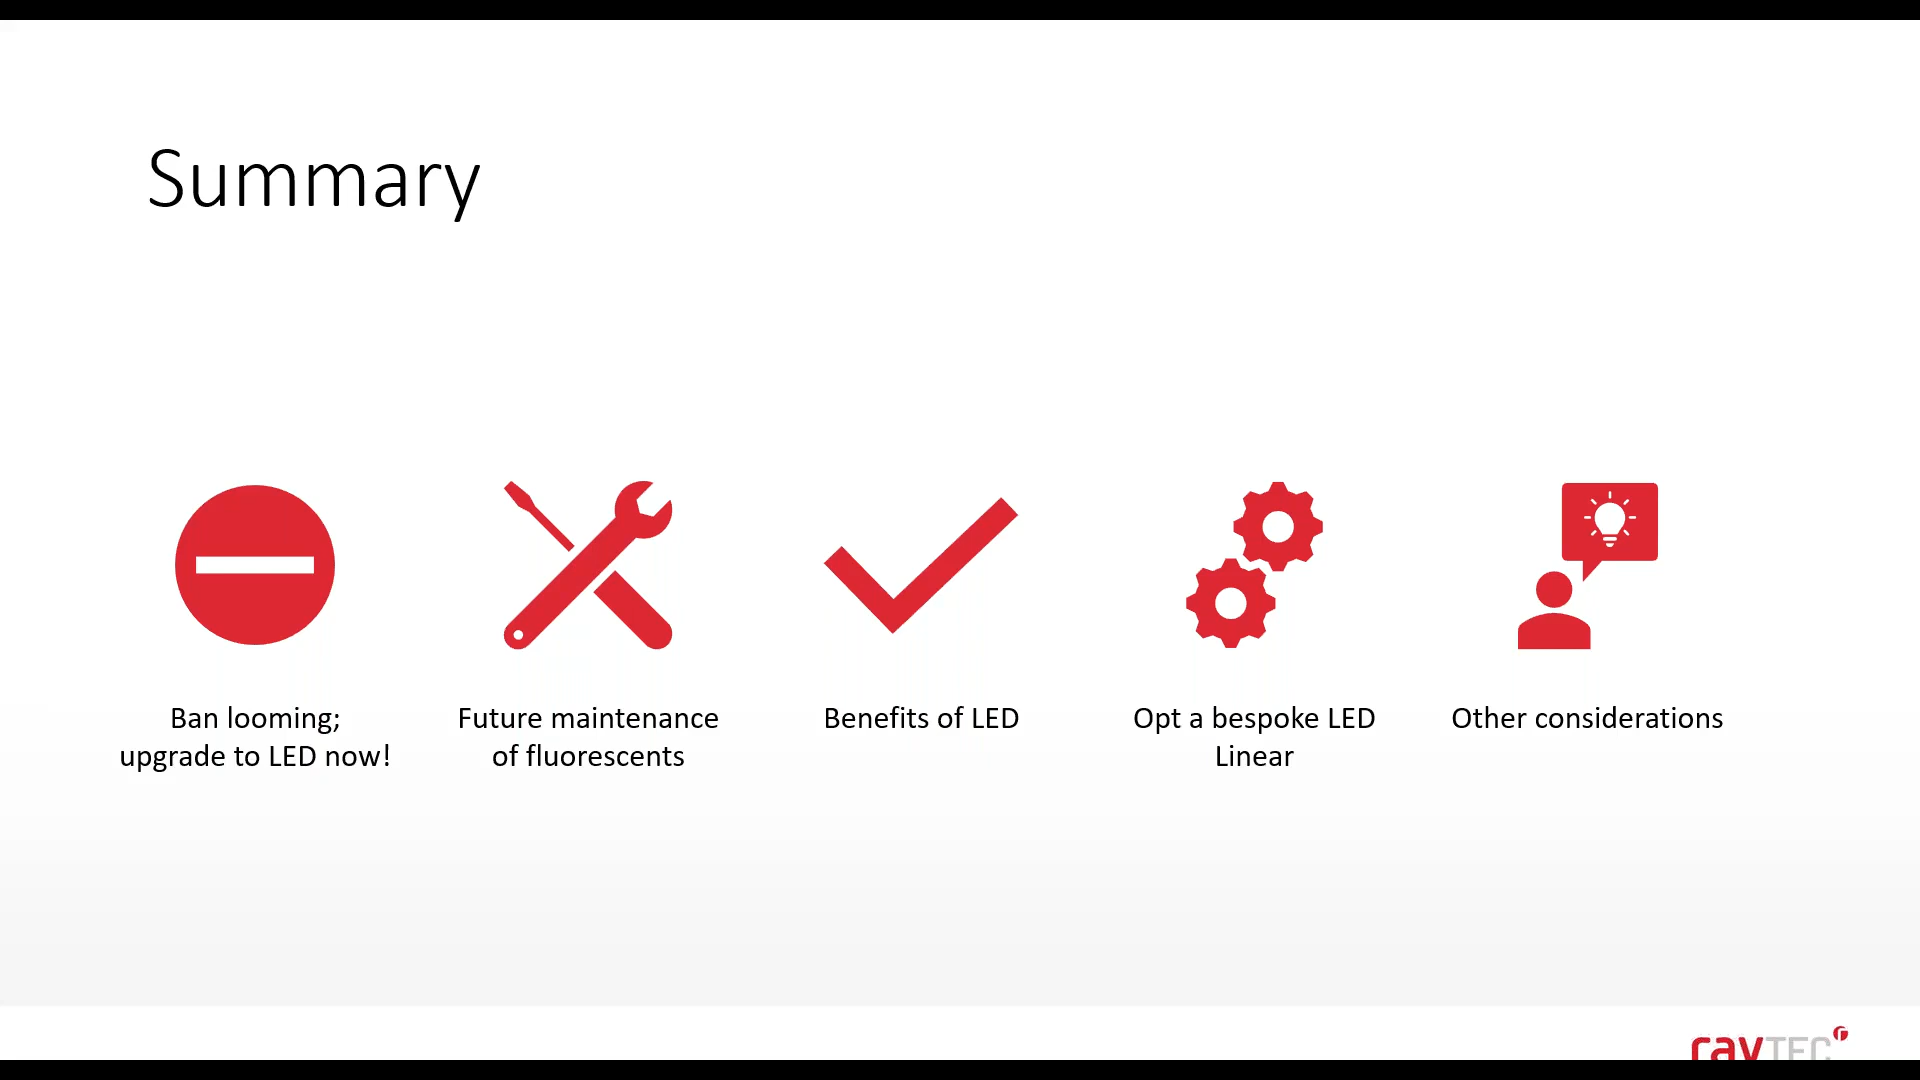 Summary
Ban looming;
upgrade to LED now!
Future maintenance
of fluorescents
Benefits of LED
Opt a bespoke LED
Linear
Other considerations